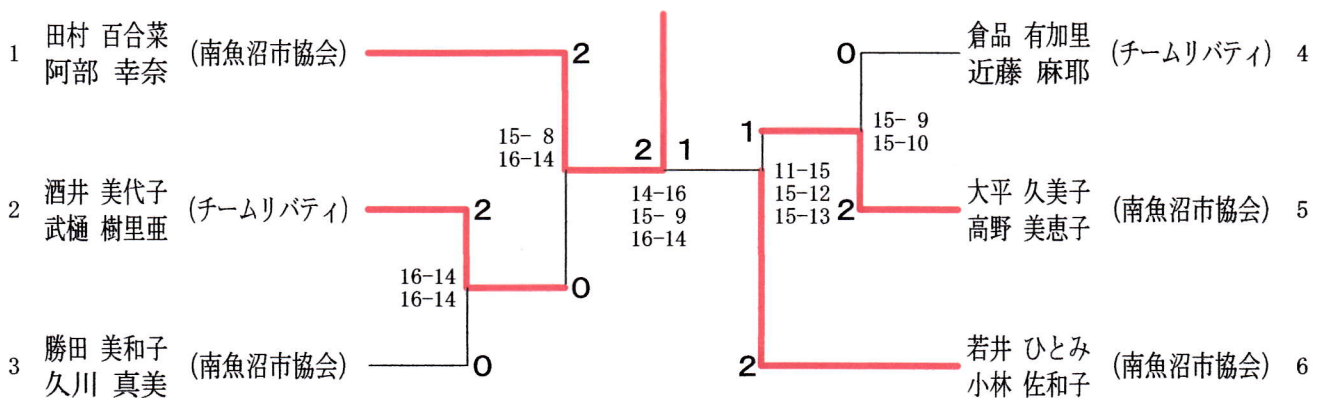 1 田村 百合菜 (南魚沼市協会)
阿部 幸奈
2
15- 8
16-14
2 酒井 美代子 (チームリバティ)
武樋 樹里亜
2
16-14
16-14
0
3 勝田 美和子 (南魚沼市協会)
久川 真美
0
2 1
14-16
15- 9
16-14
倉品 有加里 (チームリバティ) 4
近藤 麻耶
0
15- 9
15-10
1
11-15
15-12
15-13
大平 久美子 (南魚沼市協会) 5
高野 美恵子
2
若井 ひとみ (南魚沼市協会) 6
小林 佐和子
2